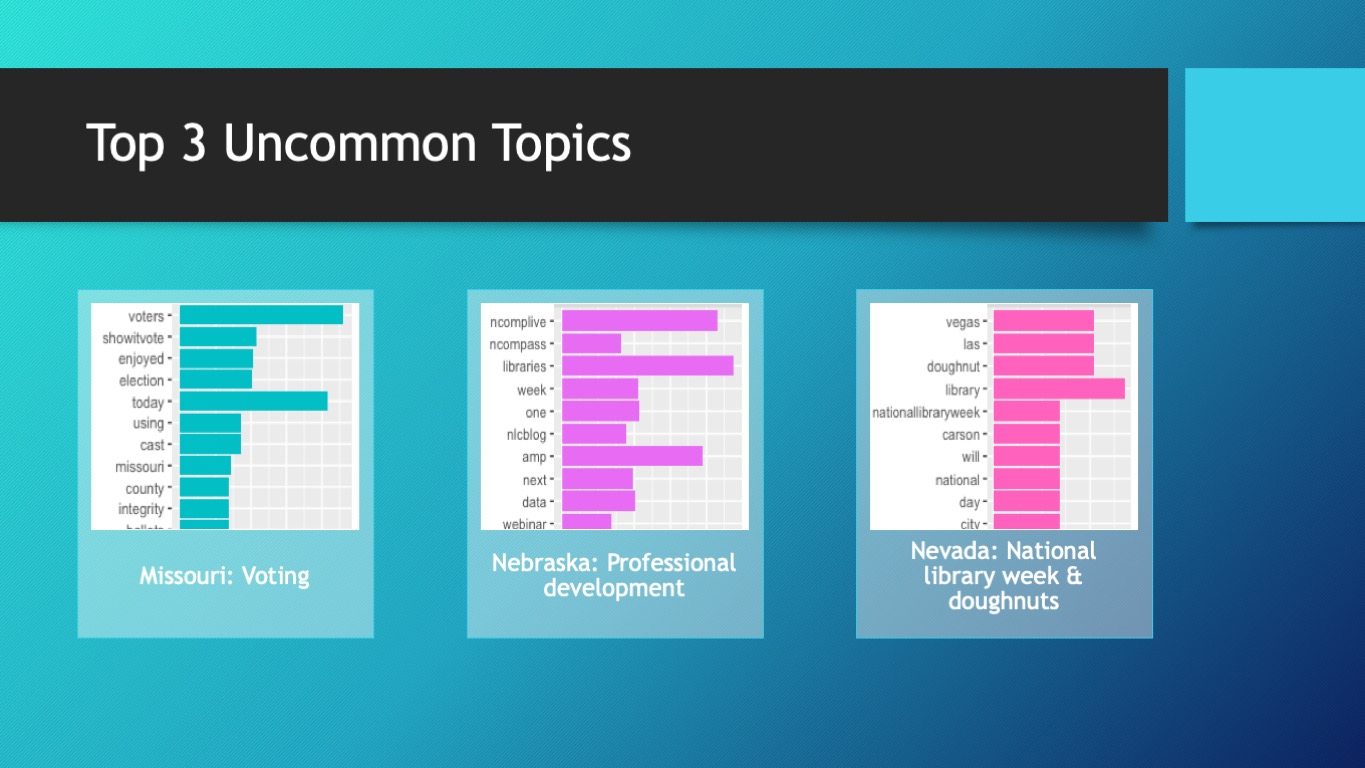 Top 3 Uncommon Topics
voters
showitvote
enjoyed
election
today
using
cast
missouri
county
integrity
ballots
Missouri: Voting
ncomplive
ncompass
libraries
week
one
nlcblog
amp
next
data
webinar
Nebraska: Professional
development
vegas
las
doughnut
library
nationallibraryweek
carson
will
national
day
city
Nevada: National
library week &
doughnuts